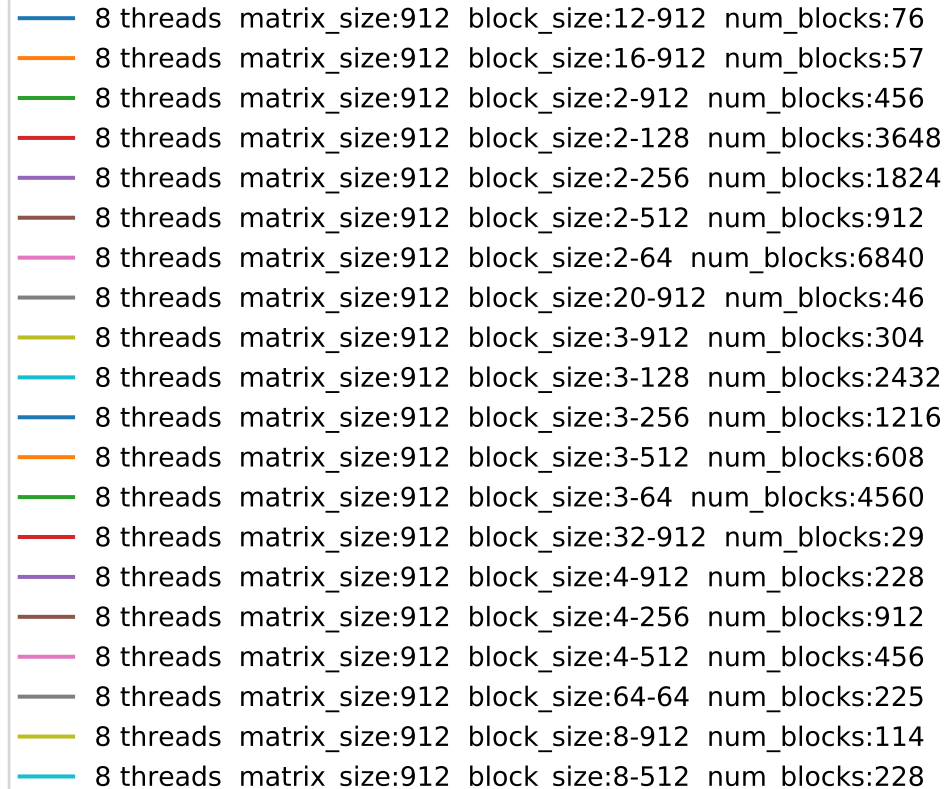 8 threads matrix_size:912 block_size:12-912 num_blocks:76
8 threads matrix_size:912 block_size:16-912 num_blocks:57
8 threads matrix_size:912 block_size:2-912 num_blocks:456
8 threads matrix_size:912 block_size:2-128 num_blocks:3648
8 threads matrix_size:912 block_size:2-256 num_blocks:1824
8 threads matrix_size:912 block_size:2-512 num_blocks:912
8 threads matrix_size:912 block_size:2-64 num_blocks:6840
8 threads matrix_size:912 block_size:20-912 num_blocks:46
8 threads matrix_size:912 block_size:3-912 num_blocks:304
8 threads matrix_size:912 block_size:3-128 num_blocks:2432
8 threads matrix_size:912 block_size:3-256 num_blocks:1216
8 threads matrix_size:912 block_size:3-512 num_blocks:608
8 threads matrix_size:912 block_size:3-64 num_blocks:4560
8 threads matrix_size:912 block_size:32-912 num_blocks:29
8 threads matrix_size:912 block_size:4-912 num_blocks:228
8 threads matrix_size:912 block_size:4-256 num_blocks:912
8 threads matrix_size:912 block_size:4-512 num_blocks:456
8 threads matrix_size:912 block_size:64-64 num_blocks:225
8 threads matrix_size:912 block_size:8-912 num_blocks:114
8 threads matrix_size:912 block_size:8-512 num_blocks:228